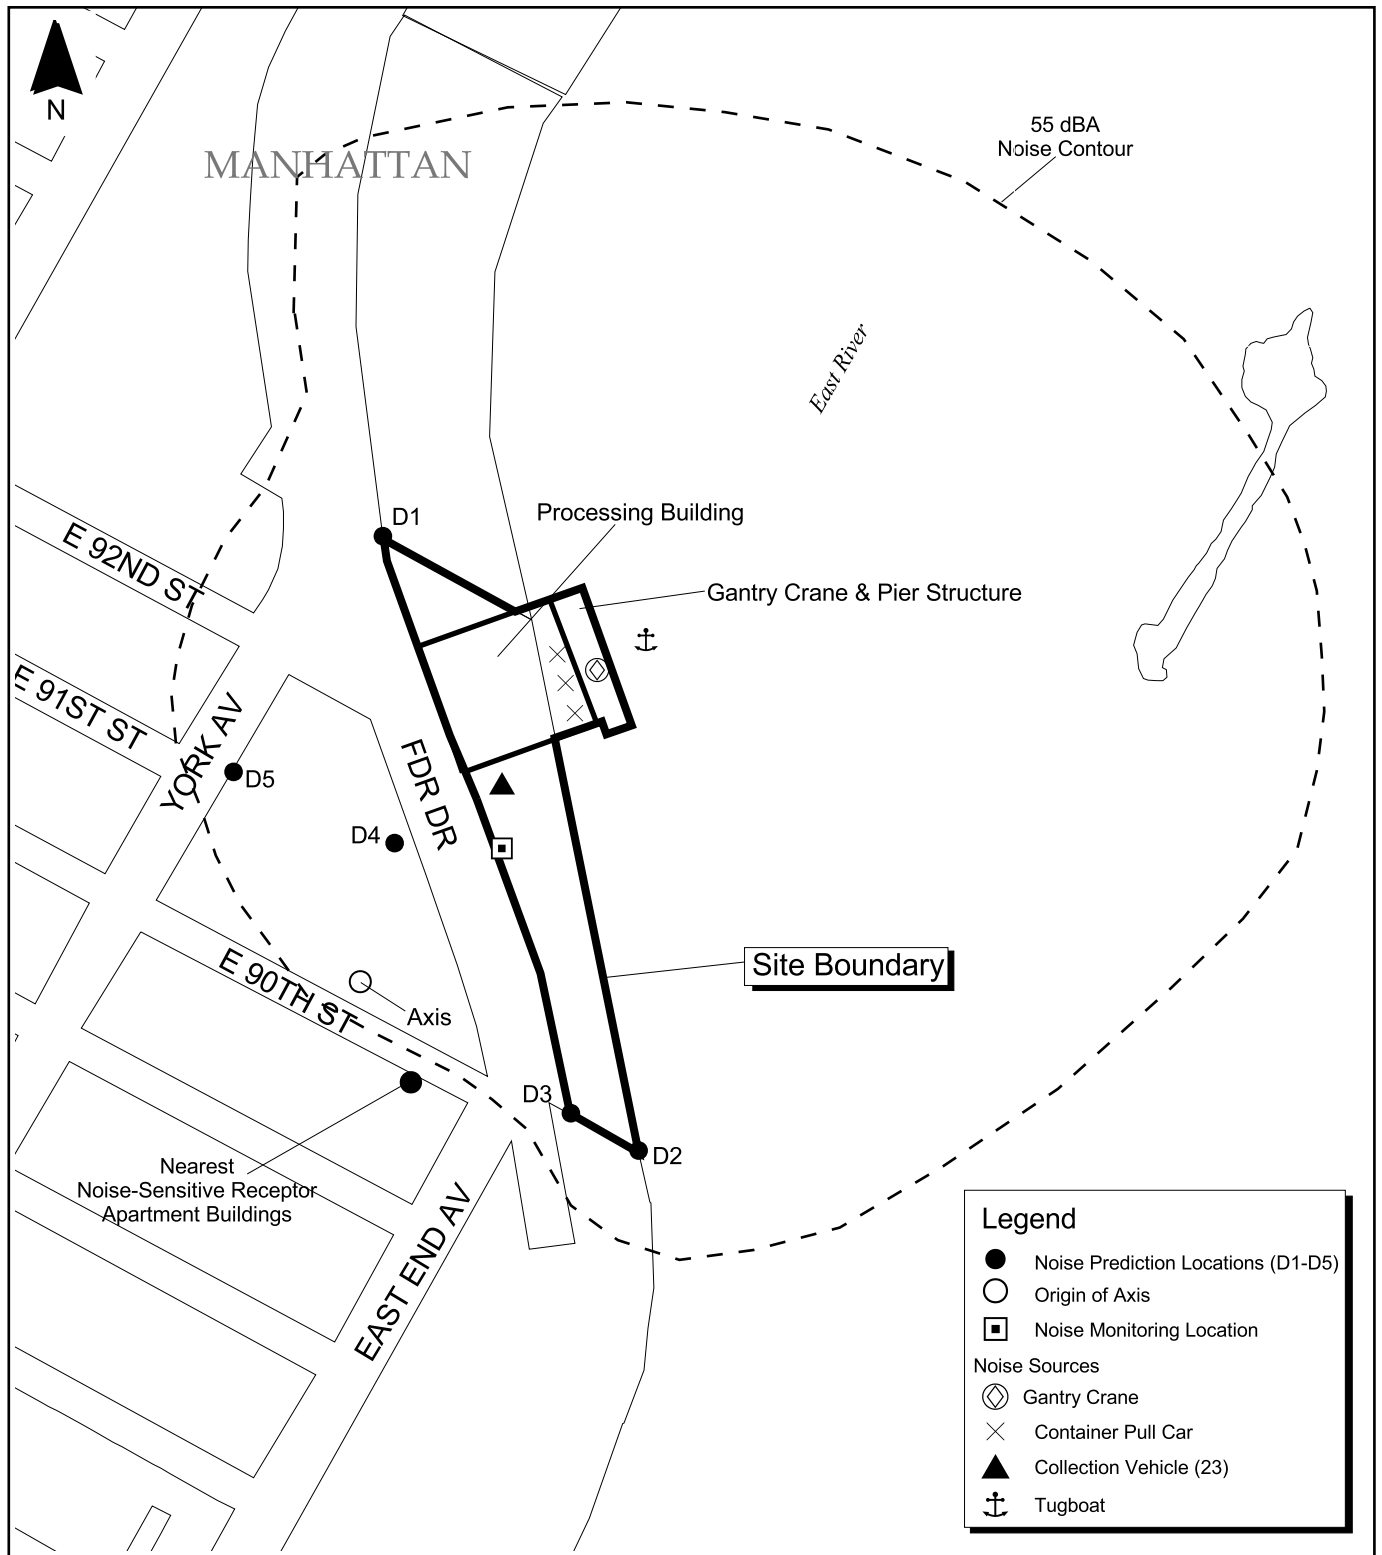 N
MANHATTAN
55 dBA
Noise Contour
East River
D1
Processing Building
E 92ND ST
Gantry Crane & Pier Structure
E 91ST ST
YORK AV
FDR DR
D5
D4
Site Boundary
E 90TH ST
Axis
D3
D2
Nearest
Noise-Sensitive Receptor
Apartment Buildings
EAST END AV
Legend
Noise Prediction Locations (D1-D5)
Origin of Axis
Noise Monitoring Location
Noise Sources
Gantry Crane
Container Pull Car
Collection Vehicle (23)
Tugboat